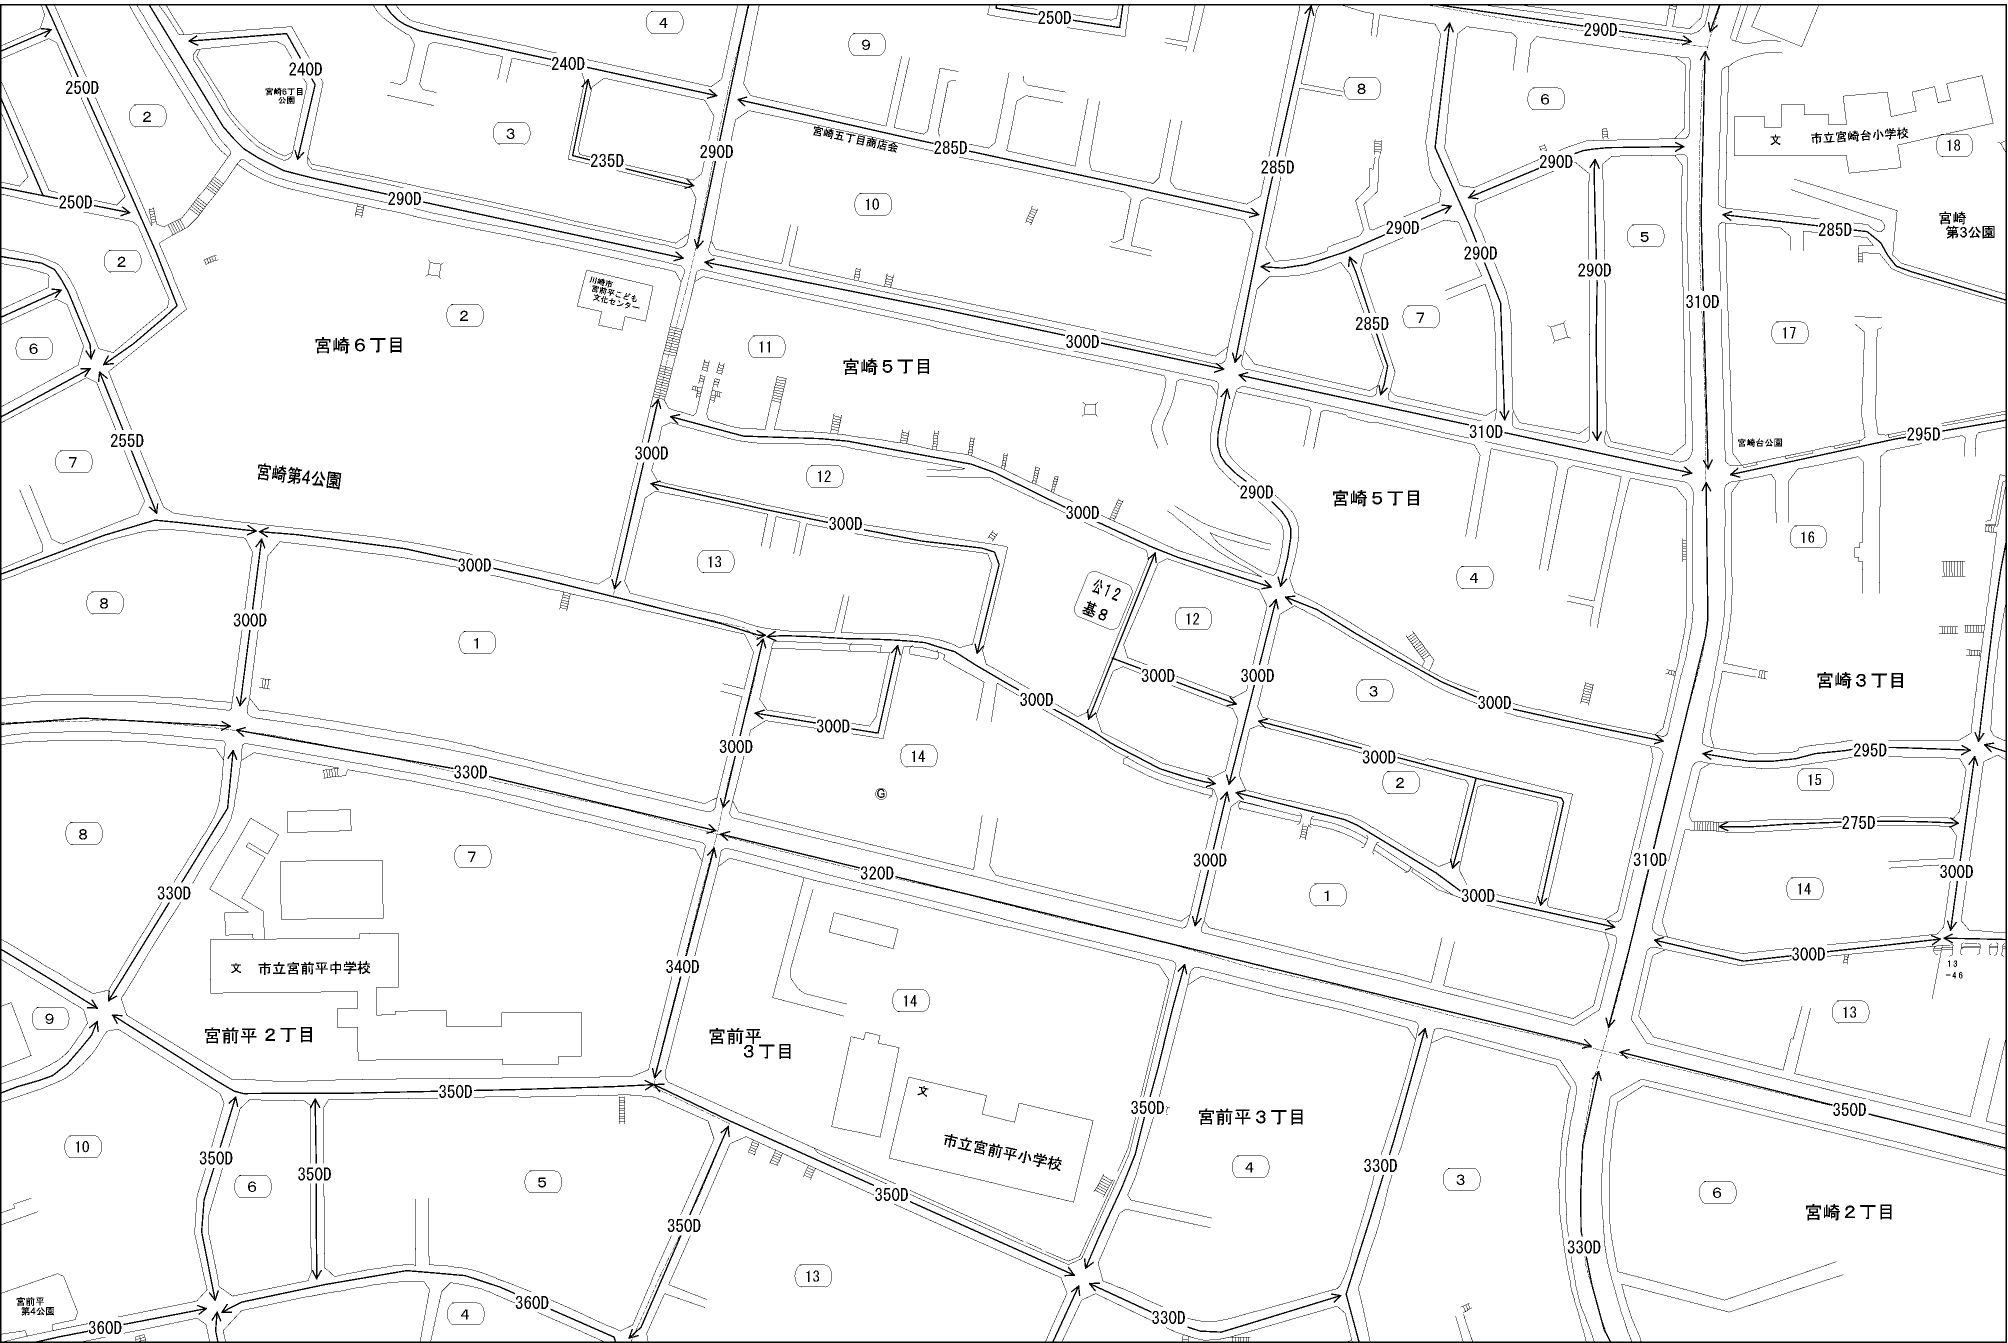 4
9
250D
290D
240D
240D
250D
宮崎6丁目
公園
8
6
2
3
宮崎五丁目商店会
290D
285D
235D
285D
290D
文
市立宮崎台小学校
18
250D
290D
10
290D
5
285D
宮崎
第3公園
2
290D
290D
川崎市
宮前平こども
文化センター
310D
2
7
285D
17
6
宮崎６丁目
11
300D
宮崎５丁目
255D
310D
宮崎台公園
295D
7
300D
宮崎第4公園
12
290D
宮崎５丁目
300D
300D
16
300D
13
4
公12
基８
8
300D
12
1
300D
300D
300D
宮崎３丁目
3
300D
300D
300D
300D
300D
295D
330D
14
300D
2
15
G
8
275D
7
300D
310D
320D
300D
330D
300D
1
14
300D
文
市立宮前平中学校
340D
13
-46
14
9
13
宮前平２丁目
宮前平
３丁目
350D
文
350D
350D
宮前平３丁目
10
市立宮前平小学校
350D
350D
330D
4
6
5
3
6
350D
350D
宮崎２丁目
330D
13
宮前平
第4公園
360D
4
330D
360D